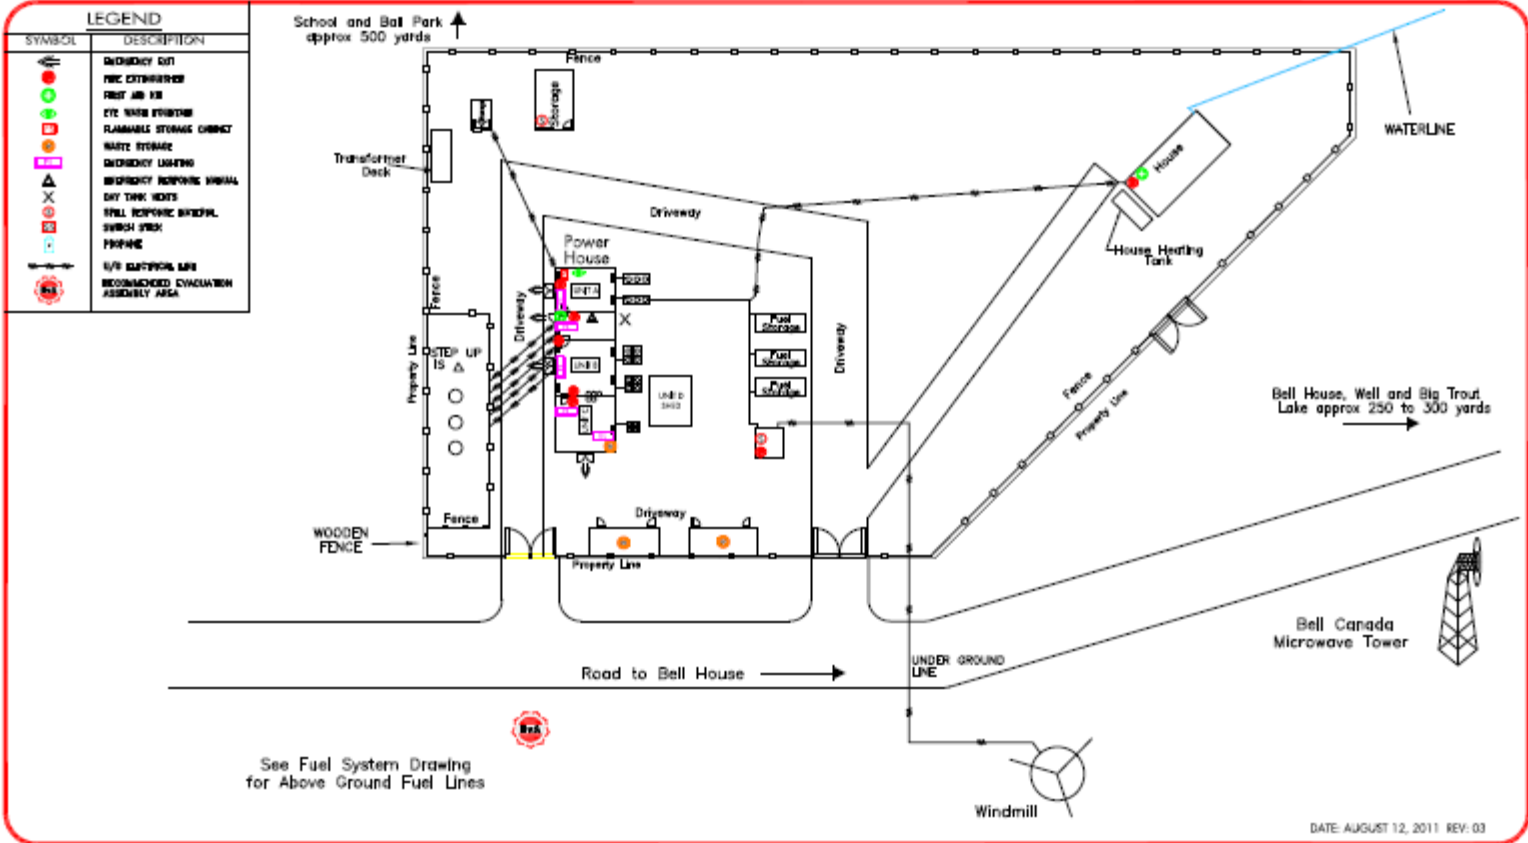 LEGEND
SYMBOL DESCRIPTION
EMERGENCY EXIT
FIRE EXTINGUISHER
FIRST AID KIT
EYE WASH FOUNTAIN
FLAMMABLE STORAGE CABINET
WASTE STORAGE
EMERGENCY LIGHTING
EMERGENCY RESPONSE MANUAL
DAY TANK VENTS
SPILL RESPONSE MATERIAL
SWITCH STICK
PROPANE
U/G ELECTRICAL LINE
RECOMMENDED EVACUATION
ASSEMBLY AREA
School and Ball Park
approx 500 yards
Fence
Storage
Transformer
Deck
WATERLINE
House
House Heating
Tank
Driveway
Power
House
UNIT A
Fence
Driveway
Property Line
STEP UP
IS
UNIT B
UNIT D
SHED
Fuel
Storage
Fuel
Storage
Fuel
Storage
Driveway
Fence
Property Line
Bell House, Well and Big Trout
Lake approx 250 to 300 yards
Fence
WOODEN
FENCE
Driveway
Property Line
Bell Canada
Microwave Tower
Road to Bell House
UNDER GROUND
LINE
See Fuel System Drawing
for Above Ground Fuel Lines
Windmill
DATE: AUGUST 12, 2011 REV: 03